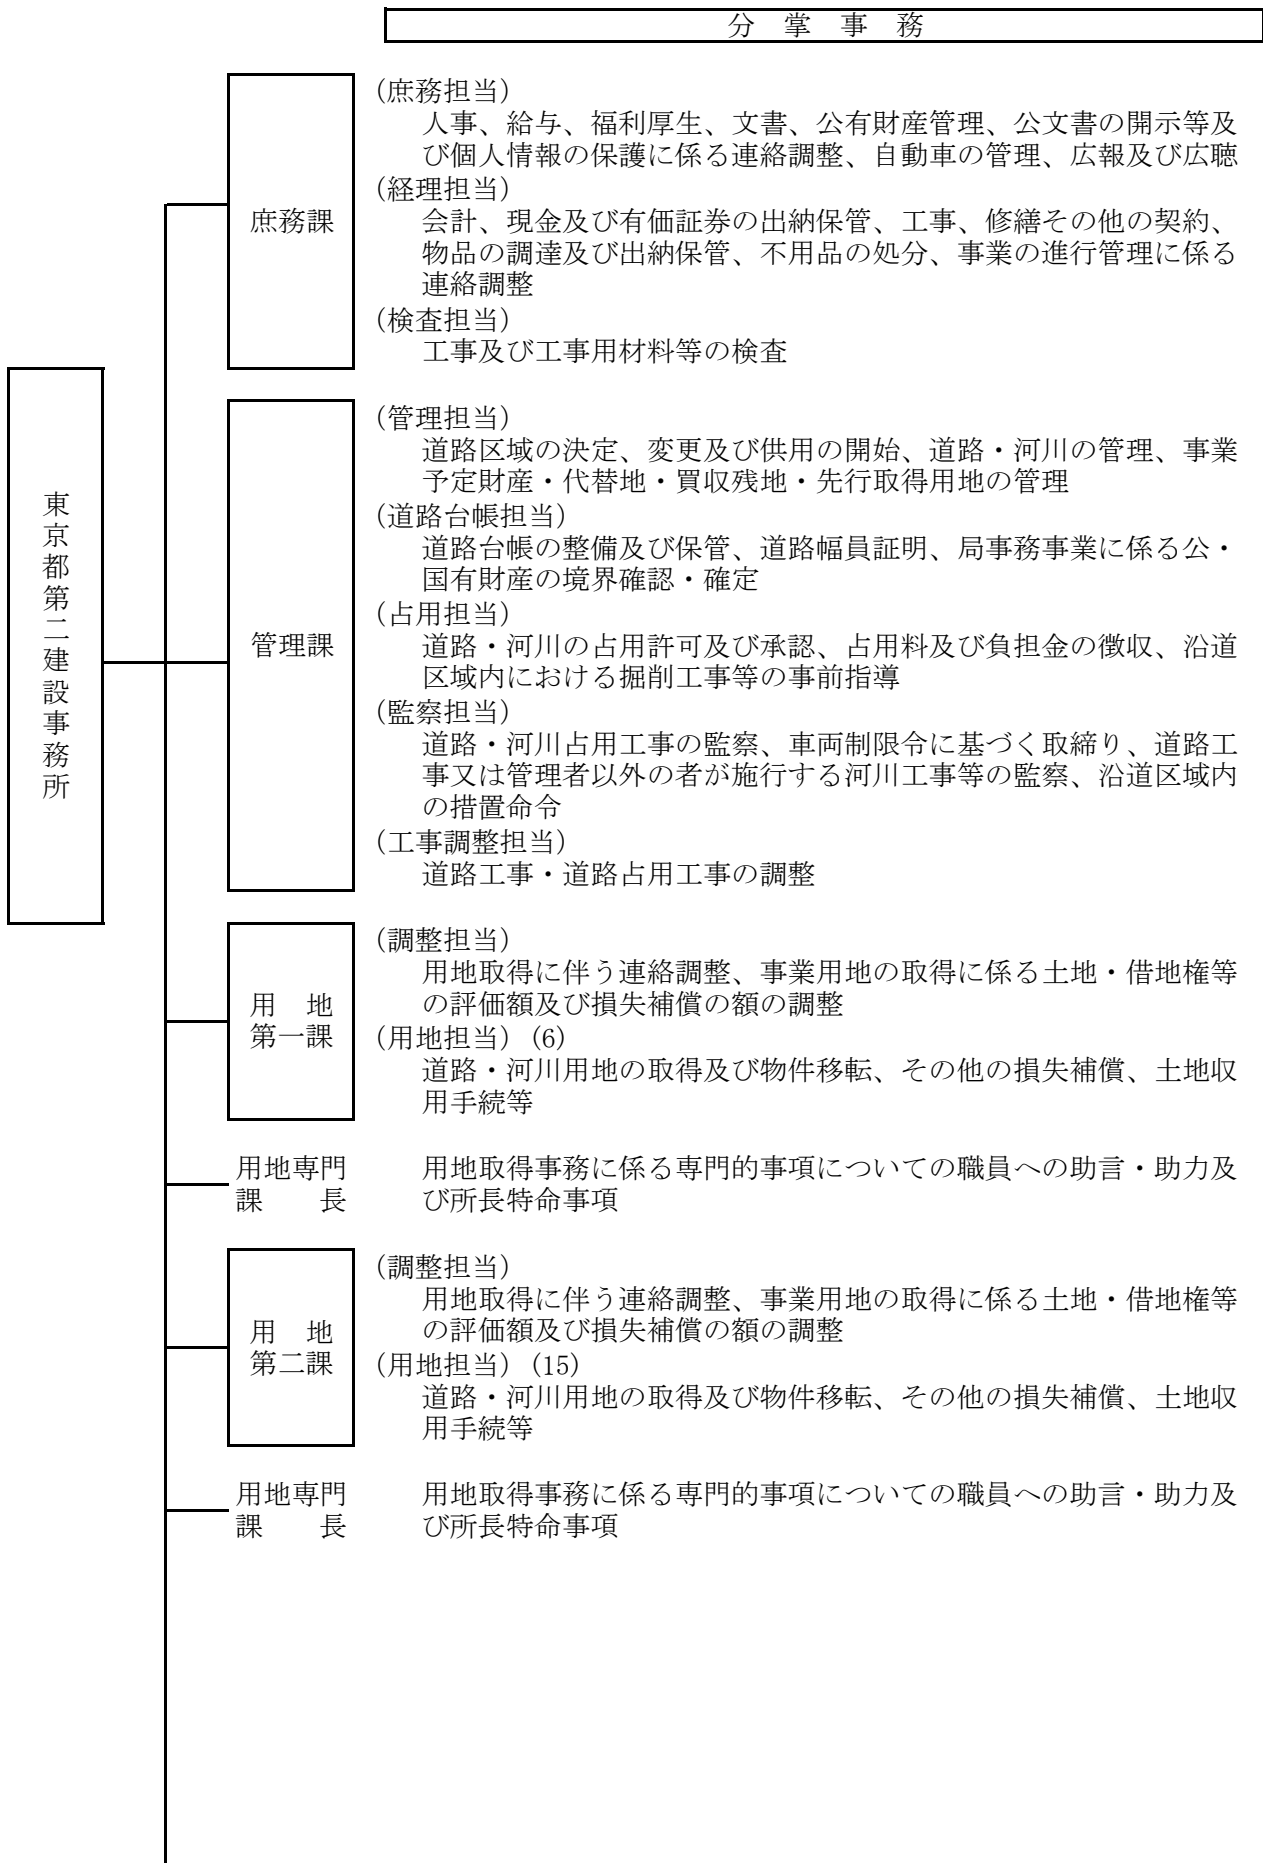 分　掌　事　務
東京都第二建設事務所
庶務課
(庶務担当)
人事、給与、福利厚生、文書、公有財産管理、公文書の開示等及
び個人情報の保護に係る連絡調整、自動車の管理、広報及び広聴
(経理担当)
会計、現金及び有価証券の出納保管、工事、修繕その他の契約、
物品の調達及び出納保管、不用品の処分、事業の進行管理に係る
連絡調整
(検査担当)
工事及び工事用材料等の検査
管理課
(管理担当)
道路区域の決定、変更及び供用の開始、道路・河川の管理、事業
予定財産・代替地・買収残地・先行取得用地の管理
(道路台帳担当)
道路台帳の整備及び保管、道路幅員証明、局事務事業に係る公・
国有財産の境界確認・確定
(占用担当)
道路・河川の占用許可及び承認、占用料及び負担金の徴収、沿道
区域内における掘削工事等の事前指導
(監察担当)
道路・河川占用工事の監察、車両制限令に基づく取締り、道路工
事又は管理者以外の者が施行する河川工事等の監察、沿道区域内
の措置命令
(工事調整担当)
道路工事・道路占用工事の調整
用　地
第一課
(調整担当)
用地取得に伴う連絡調整、事業用地の取得に係る土地・借地権等
の評価額及び損失補償の額の調整
(用地担当) (6)
道路・河川用地の取得及び物件移転、その他の損失補償、土地収
用手続等
用地専門
課　　長
用地取得事務に係る専門的事項についての職員への助言・助力及
び所長特命事項
用　地
第二課
(調整担当)
用地取得に伴う連絡調整、事業用地の取得に係る土地・借地権等
の評価額及び損失補償の額の調整
(用地担当) (15)
道路・河川用地の取得及び物件移転、その他の損失補償、土地収
用手続等
用地専門
課　　長
用地取得事務に係る専門的事項についての職員への助言・助力及
び所長特命事項